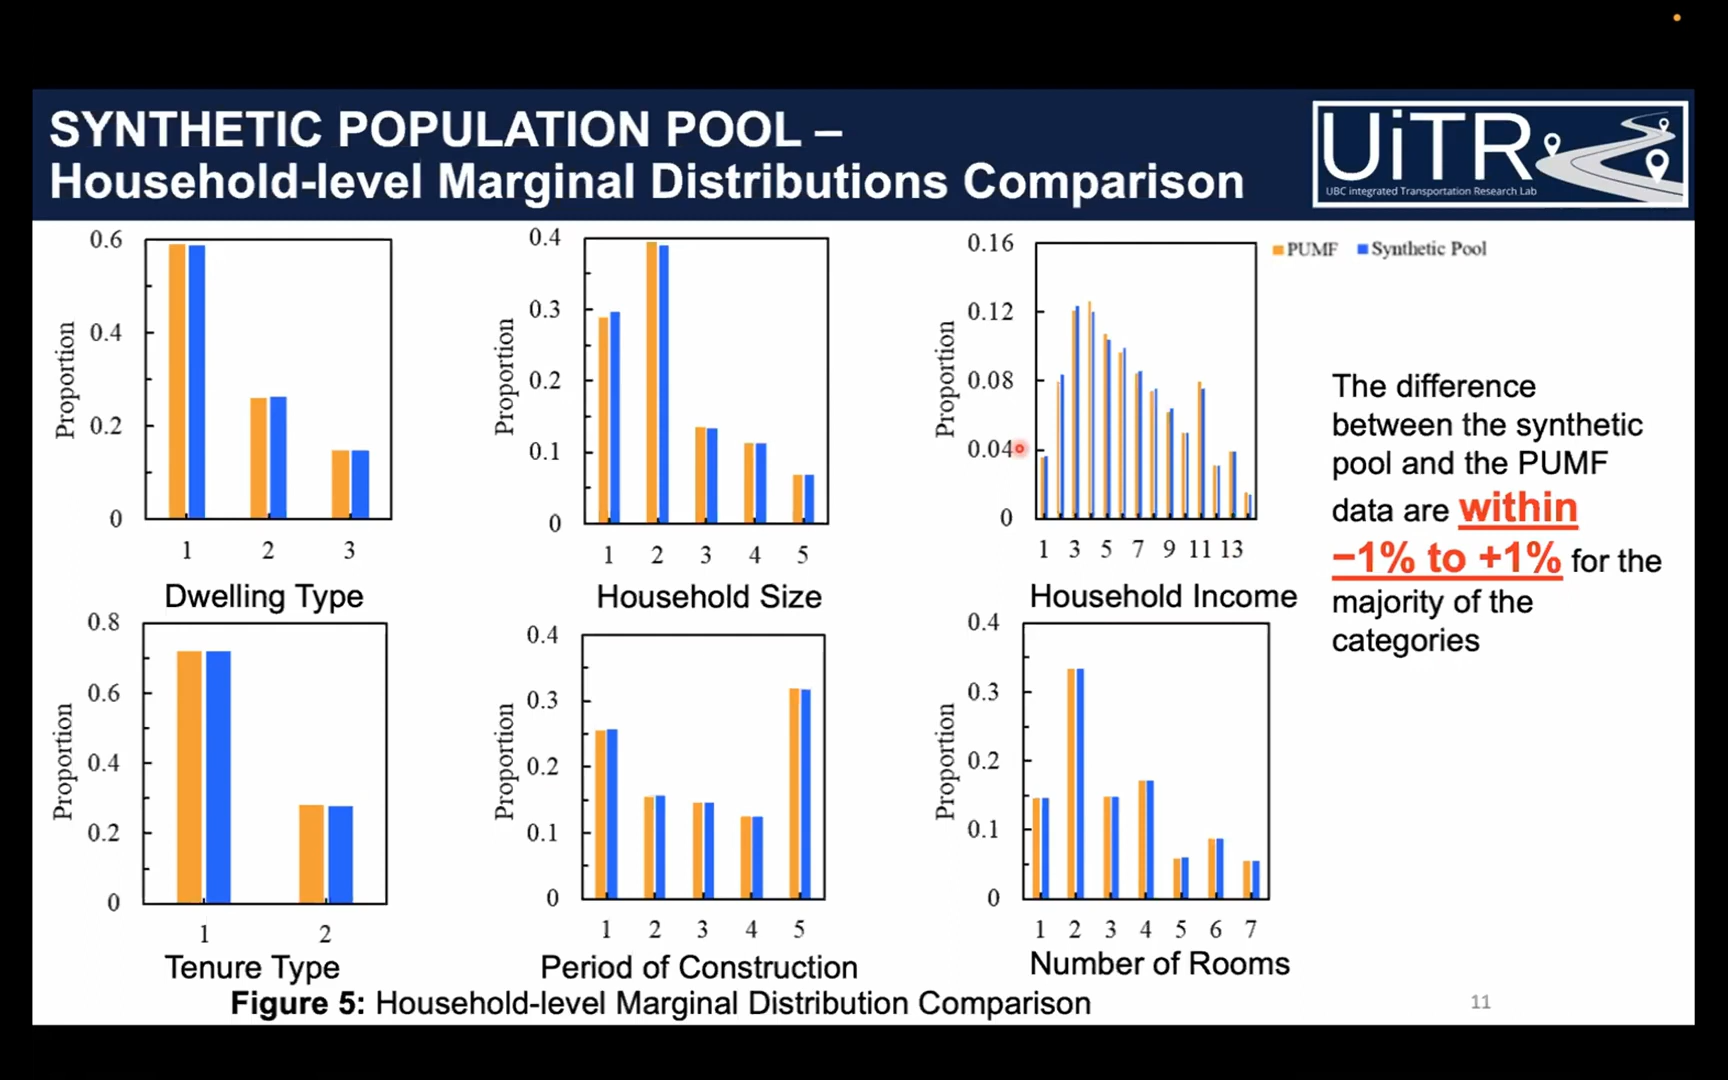 SYNTHETIC POPULATION POOL –
Household-level Marginal Distributions Comparison
UiTR
UBC integrated Transportation Research Lab
0.6
0.4
0.2
0
Proportion
1 2 3
Dwelling Type
0.4
0.3
0.2
0.1
0
Proportion
1 2 3 4 5
Household Size
0.16
0.12
0.08
0.04
0
Proportion
1 3 5 7 9 11 13
Household Income
PUMF Synthetic Pool
The difference
between the synthetic
pool and the PUMF
data are within
−1% to +1% for the
majority of the
categories
0.8
0.6
0.4
0.2
0
Proportion
1 2
Tenure Type
0.4
0.3
0.2
0.1
0
Proportion
1 2 3 4 5
Period of Construction
0.4
0.3
0.2
0.1
0
Proportion
1 2 3 4 5 6 7
Number of Rooms
Figure 5: Household-level Marginal Distribution Comparison
11